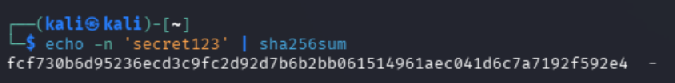 ┌──(kali㉿kali)-[~]
└─$ echo -n 'secret123' | sha256sum
fcf730b6d95236ecd3c9fc2d92d7b6b2bb061514961aec041d6c7a7192f592e4  -